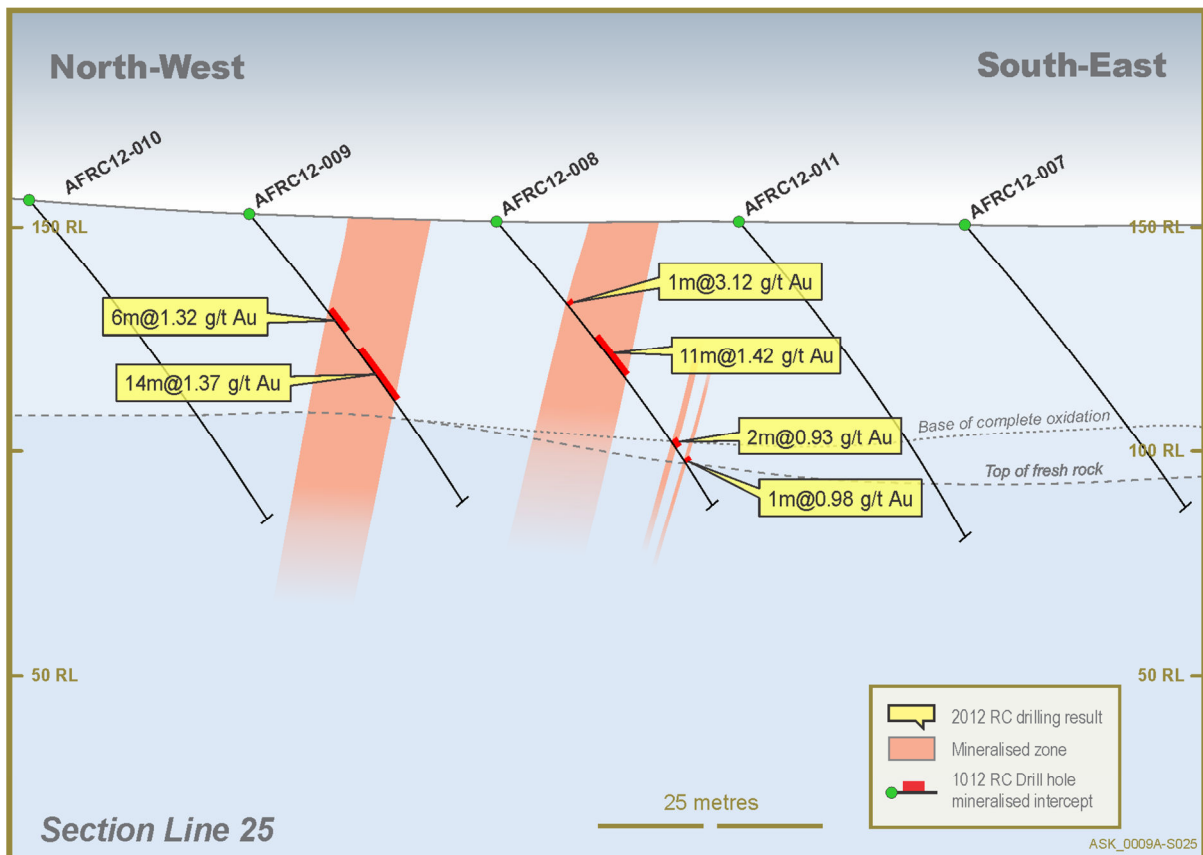 North-West
South-East
AFRC12-010
AFRC12-009
AFRC12-008
AFRC12-011
AFRC12-007
150 RL
150 RL
1m@3.12 g/t Au
6m@1.32 g/t Au
11m@1.42 g/t Au
14m@1.37 g/t Au
Base of complete oxidation
2m@0.93 g/t Au
100 RL
Top of fresh rock
1m@0.98 g/t Au
50 RL
50 RL
2012 RC drilling result
Mineralised zone
1012 RC Drill hole
mineralised intercept
25 metres
Section Line 25
ASK_0009A-S025